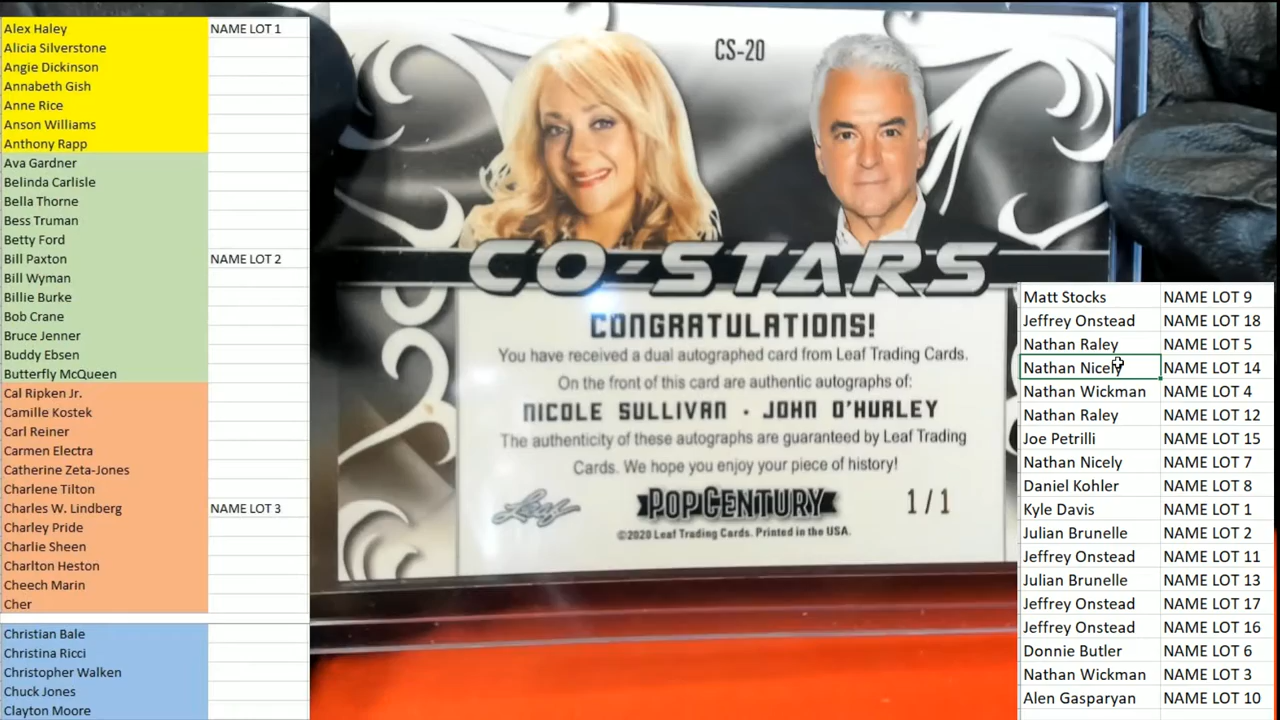 Alex Haley NAME LOT 1
Alicia Silverstone
Angie Dickinson
Annabeth Gish
Anne Rice
Anson Williams
Anthony Rapp
Ava Gardner
Belinda Carlisle
Bella Thorne
Bess Truman
Betty Ford
Bill Paxton NAME LOT 2
Bill Wyman
Billie Burke
Bob Crane
Bruce Jenner
Buddy Ebsen
Butterfly McQueen
Cal Ripken Jr.
Camille Kostek
Carl Reiner
Carmen Electra
Catherine Zeta-Jones
Charlene Tilton
Charles W. Lindberg NAME LOT 3
Charley Pride
Charlie Sheen
Charlton Heston
Cheech Marin
Cher
Christian Bale
Christina Ricci
Christopher Walken
Chuck Jones
Clayton Moore
CS-20
CO-STARS
CONGRATULATIONS!
You have received a dual autographed card from Leaf Trading Cards.
On the front of this card are authentic autographs of:
NICOLE SULLIVAN · JOHN O'HURLEY
The authenticity of these autographs are guaranteed by Leaf Trading
Cards. We hope you enjoy your piece of history!
Leaf POP CENTURY 1/1
©2020 Leaf Trading Cards. Printed in the USA.
Matt Stocks NAME LOT 9
Jeffrey Onstead NAME LOT 18
Nathan Raley NAME LOT 5
Nathan Nicely NAME LOT 14
Nathan Wickman NAME LOT 4
Nathan Raley NAME LOT 12
Joe Petrilli NAME LOT 15
Nathan Nicely NAME LOT 7
Daniel Kohler NAME LOT 8
Kyle Davis NAME LOT 1
Julian Brunelle NAME LOT 2
Jeffrey Onstead NAME LOT 11
Julian Brunelle NAME LOT 13
Jeffrey Onstead NAME LOT 17
Jeffrey Onstead NAME LOT 16
Donnie Butler NAME LOT 6
Nathan Wickman NAME LOT 3
Alen Gasparyan NAME LOT 10